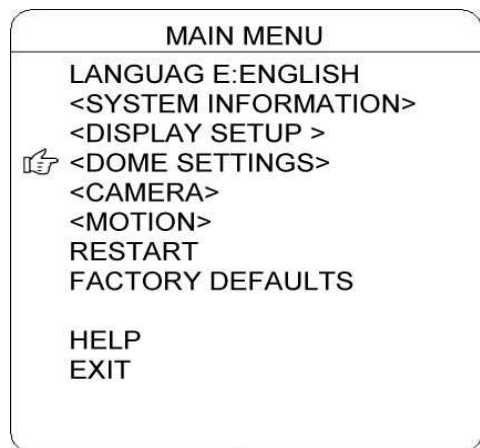 MAIN MENU
LANGUAG E:ENGLISH
<SYSTEM INFORMATION>
<DISPLAY SETUP >
<DOME SETTINGS>
<CAMERA>
<MOTION>
RESTART
FACTORY DEFAULTS
HELP
EXIT